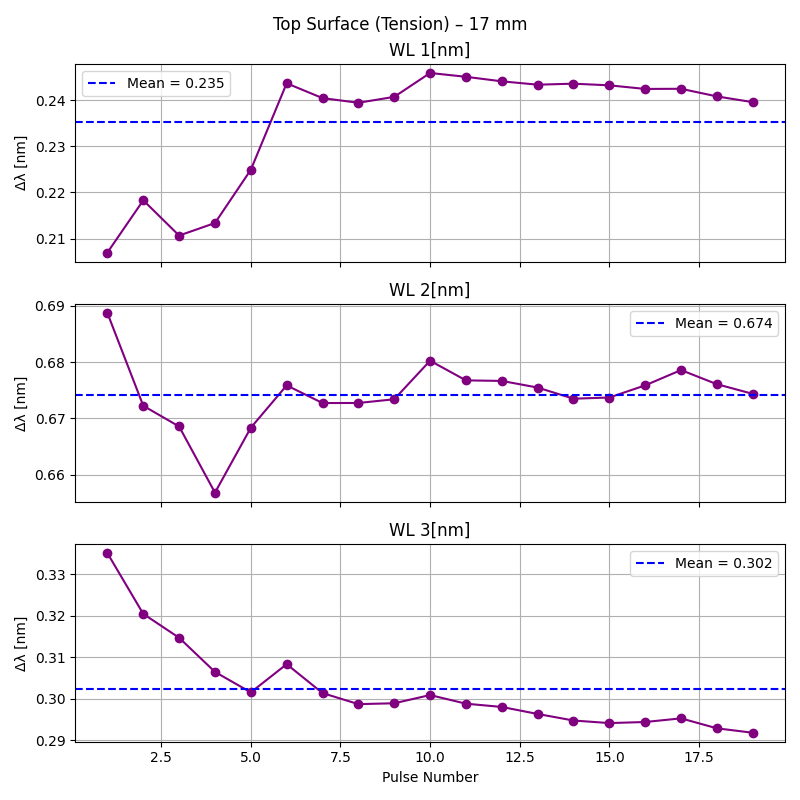 Top Surface (Tension) – 17 mm
WL 1[nm]
Mean = 0.235
0.24
0.23
0.22
0.21
Δλ [nm]
WL 2[nm]
Mean = 0.674
0.69
0.68
0.67
0.66
Δλ [nm]
WL 3[nm]
Mean = 0.302
0.33
0.32
0.31
0.30
0.29
Δλ [nm]
2.5 5.0 7.5 10.0 12.5 15.0 17.5
Pulse Number